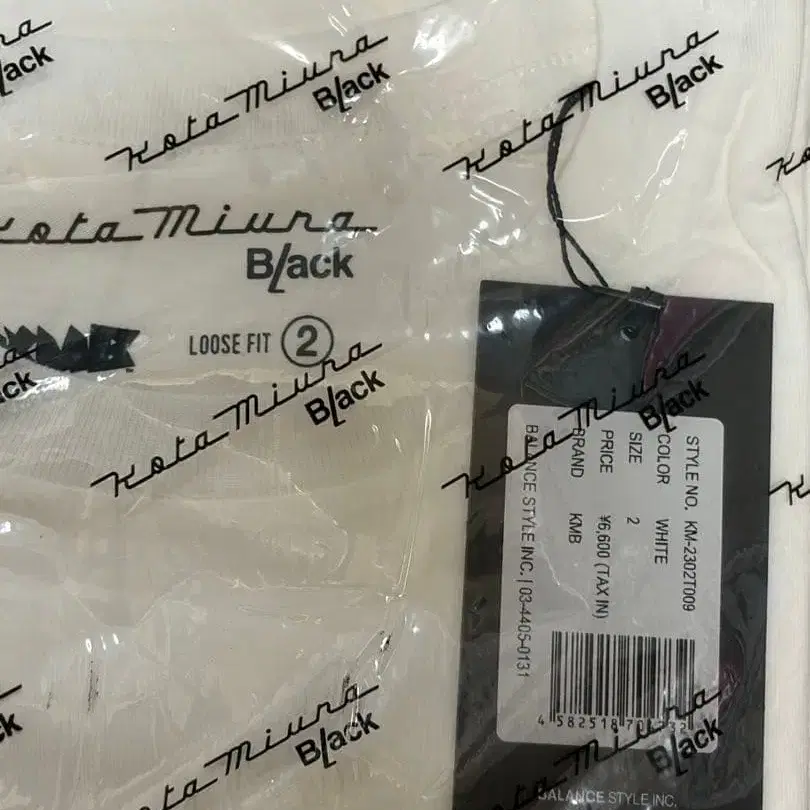 Kota Miura
Black
Kota Miura
Black
Kota Miura
Black
LOOSE FIT 2
Kota Miura
Black
Kota Miura
Black
STYLE NO. KM-2302T009
COLOR WHITE
SIZE 2
PRICE ¥6,600 (TAX IN)
BRAND KMB
BALANCE STYLE INC. | 03-4405-0131
Kota Miura
Black
Miura
Black
BALANCE STYLE INC.